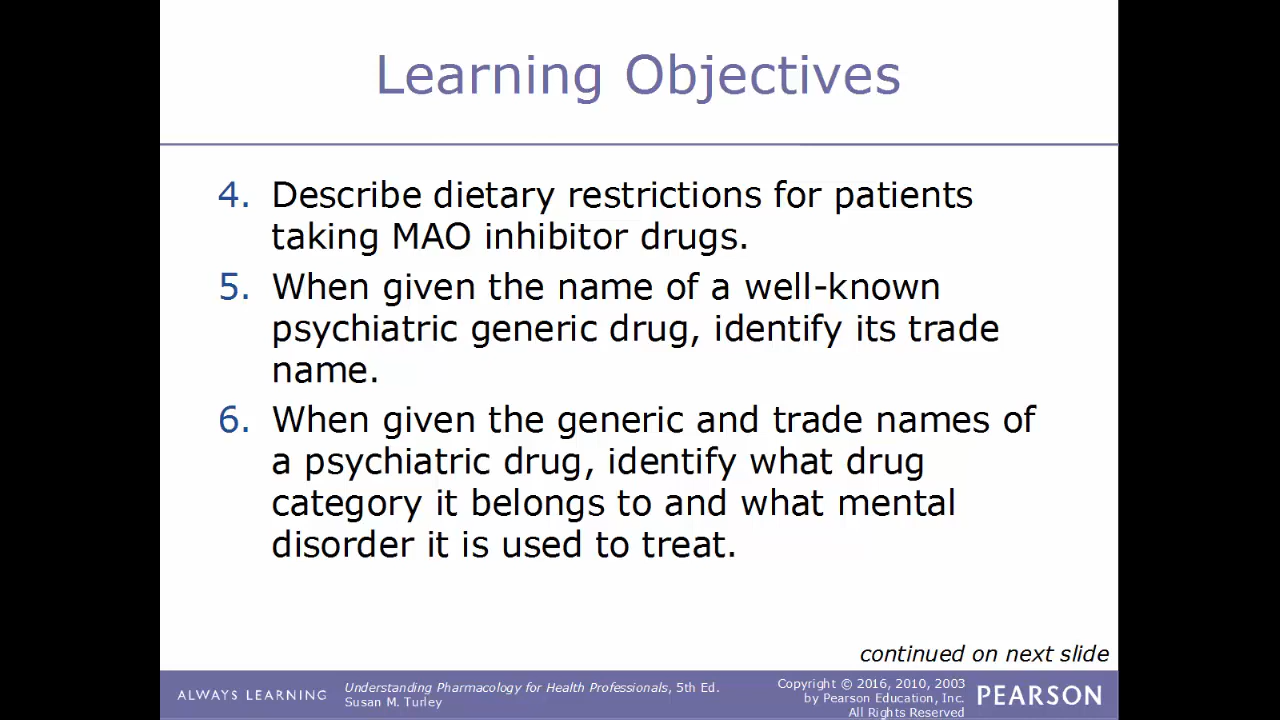 Learning Objectives
4. Describe dietary restrictions for patients
taking MAO inhibitor drugs.
5. When given the name of a well-known
psychiatric generic drug, identify its trade
name.
6. When given the generic and trade names of
a psychiatric drug, identify what drug
category it belongs to and what mental
disorder it is used to treat.
continued on next slide
ALWAYS LEARNING
Understanding Pharmacology for Health Professionals, 5th Ed.
Susan M. Turley
Copyright © 2016, 2010, 2003
by Pearson Education, Inc.
All Rights Reserved
PEARSON